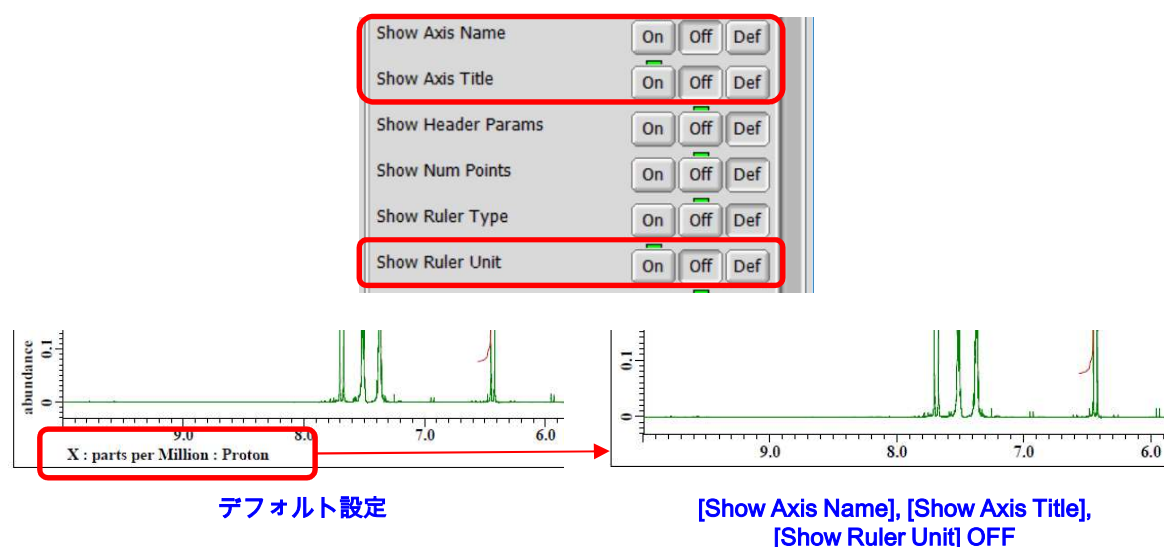 Show Axis Name On Off Def
Show Axis Title On Off Def
Show Header Params On Off Def
Show Num Points On Off Def
Show Ruler Type On Off Def
Show Ruler Unit On Off Def
abundance
0.1
0
9.0 8.0 7.0 6.0
X : parts per Million : Proton
0.1
0
9.0 8.0 7.0 6.0
デフォルト設定
[Show Axis Name], [Show Axis Title],
[Show Ruler Unit] OFF